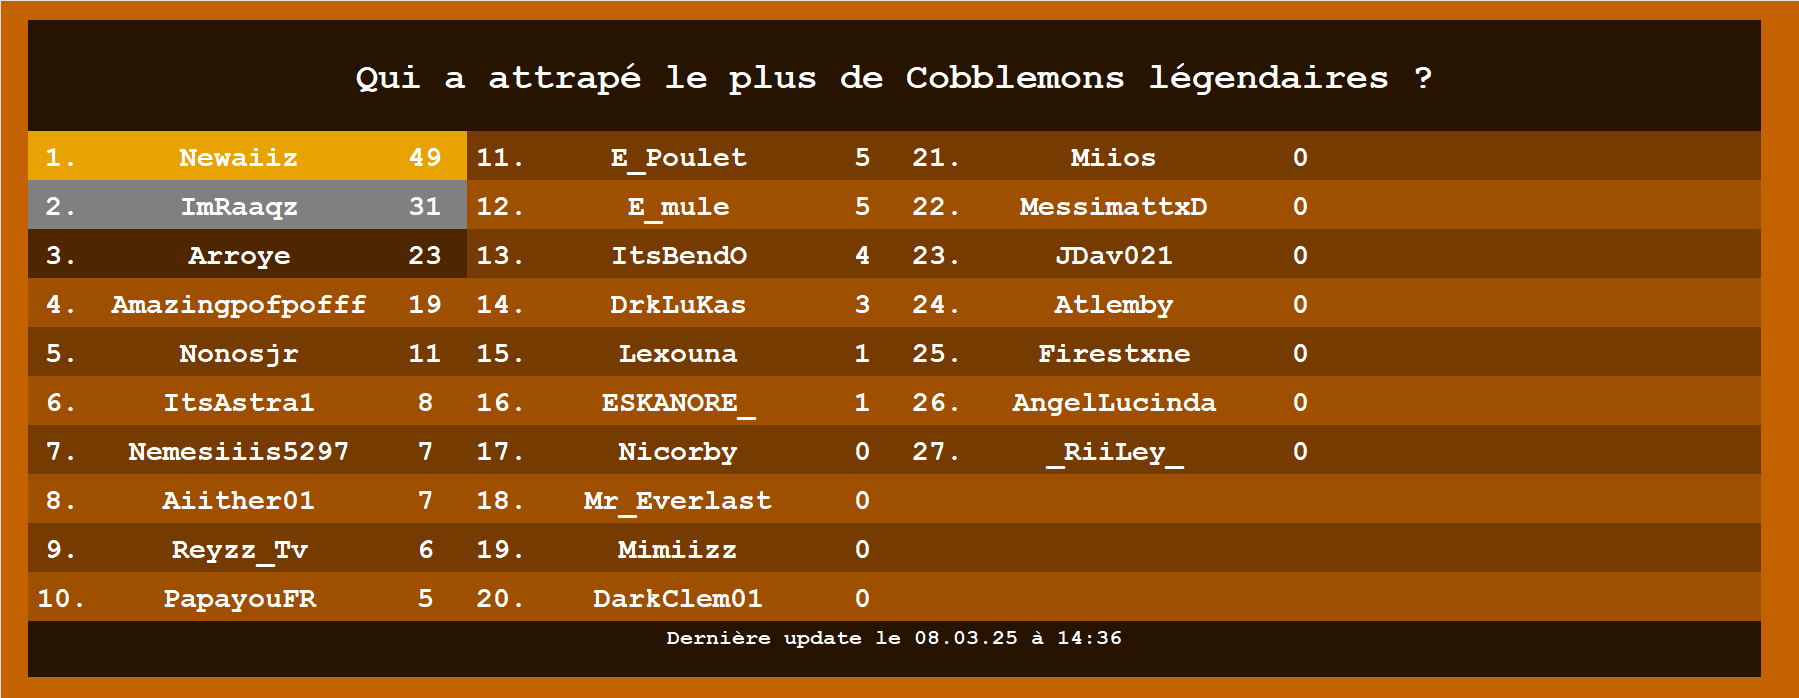 Qui a attrapé le plus de Cobblemons légendaires ?
1. Newaiiz 49 11. E_Poulet 5 21. Miios 0
2. ImRaaqz 31 12. E_mule 5 22. MessimattxD 0
3. Arroye 23 13. ItsBendO 4 23. JDav021 0
4. Amazingpofpofff 19 14. DrkLuKas 3 24. Atlemby 0
5. Nonosjr 11 15. Lexouna 1 25. Firestxne 0
6. ItsAstra1 8 16. ESKANORE_ 1 26. AngelLucinda 0
7. Nemesiiis5297 7 17. Nicorby 0 27. _RiiLey_ 0
8. Aiither01 7 18. Mr_Everlast 0
9. Reyzz_Tv 6 19. Mimiizz 0
10. PapayouFR 5 20. DarkClem01 0
Dernière update le 08.03.25 à 14:36